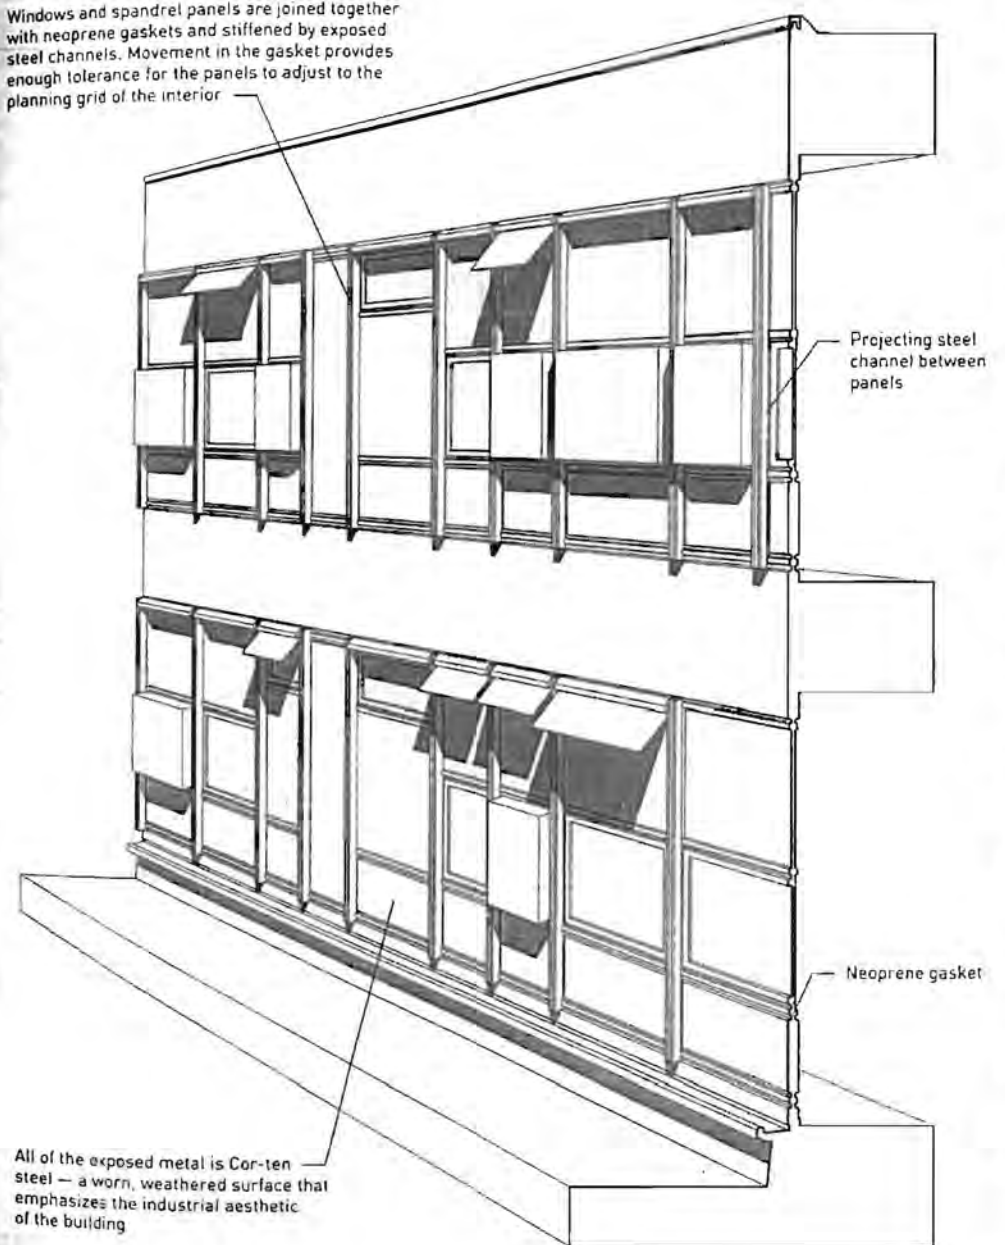 Windows and spandrel panels are joined together
with neoprene gaskets and stiffened by exposed
steel channels. Movement in the gasket provides
enough tolerance for the panels to adjust to the
planning grid of the interior
Projecting steel
channel between
panels
Neoprene gasket
All of the exposed metal is Cor-ten
steel — a worn, weathered surface that
emphasizes the industrial aesthetic
of the building